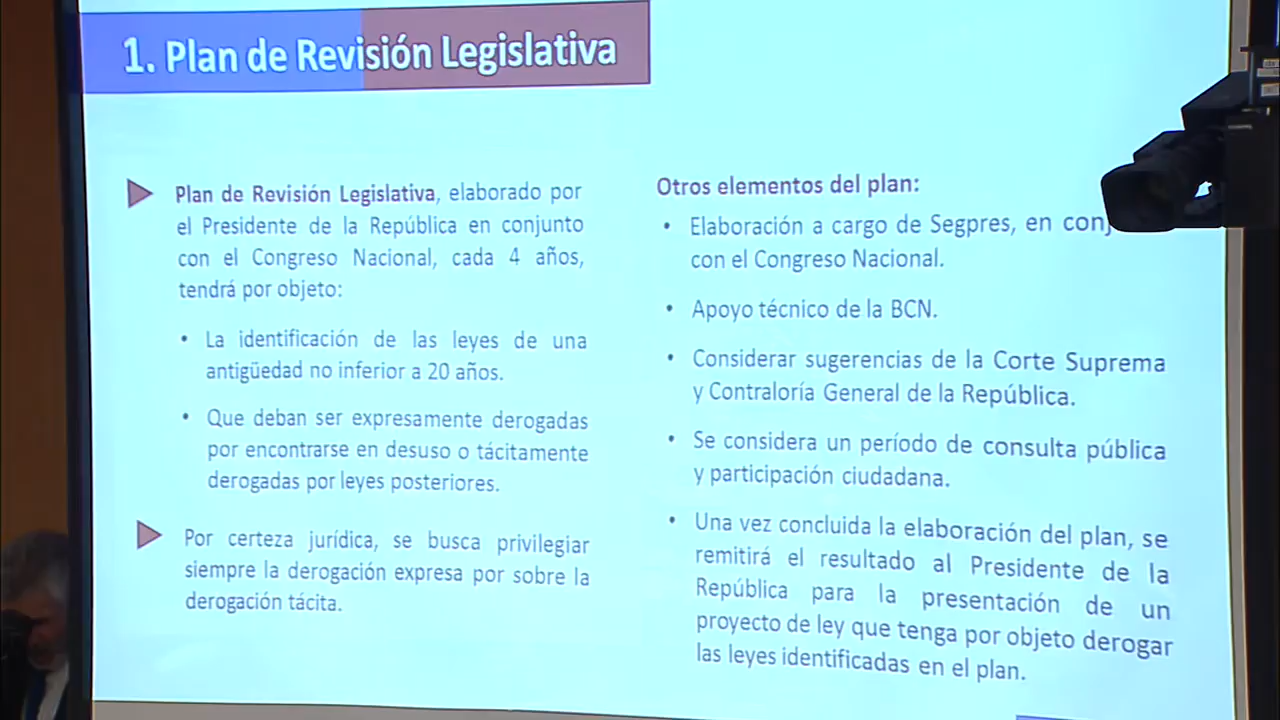 1. Plan de Revisión Legislativa
Plan de Revisión Legislativa, elaborado por
el Presidente de la República en conjunto
con el Congreso Nacional, cada 4 años,
tendrá por objeto:
• La identificación de las leyes de una
antigüedad no inferior a 20 años.
• Que deban ser expresamente derogadas
por encontrarse en desuso o tácitamente
derogadas por leyes posteriores.
Por certeza jurídica, se busca privilegiar
siempre la derogación expresa por sobre la
derogación tácita.
Otros elementos del plan:
• Elaboración a cargo de Segpres, en
con el Congreso Nacional.
• Apoyo técnico de la BCN.
• Considerar sugerencias de la Corte Suprema
y Contraloría General de la República.
• Se considera un período de consulta pública
y participación ciudadana.
• Una vez concluida la elaboración del plan, se
remitirá el resultado al Presidente de la
República para la presentación de un
proyecto de ley que tenga por objeto derogar
las leyes identificadas en el plan.